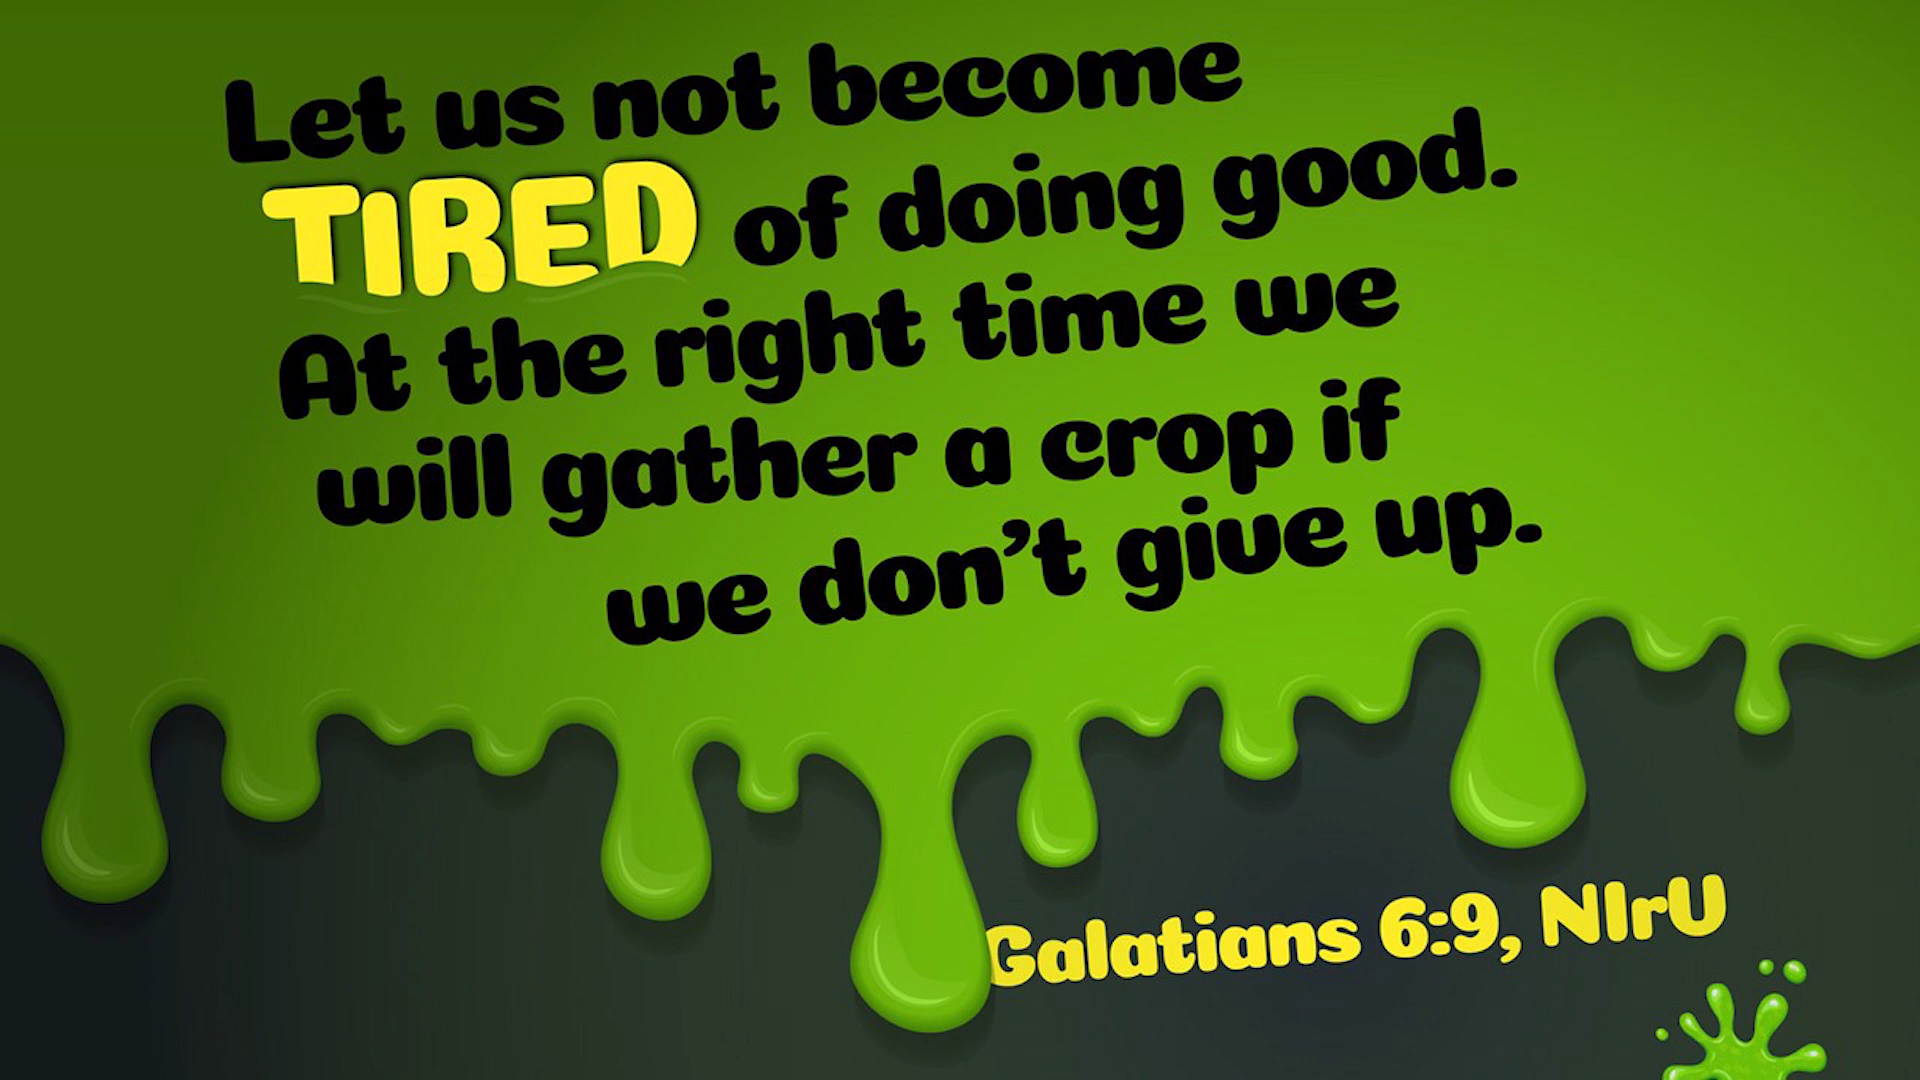 Let us not become
TIRED of doing good.
At the right time we
will gather a crop if
we don’t give up.
Galatians 6:9, NIrU